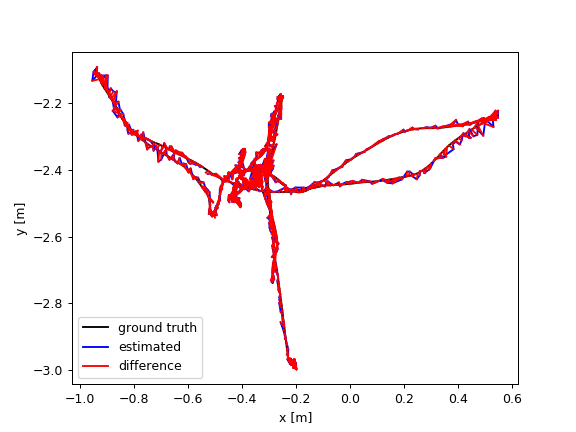 y [m]
−2.2
−2.4
−2.6
−2.8
−3.0
ground truth
estimated
difference
−1.0 −0.8 −0.6 −0.4 −0.2 0.0 0.2 0.4 0.6
x [m]